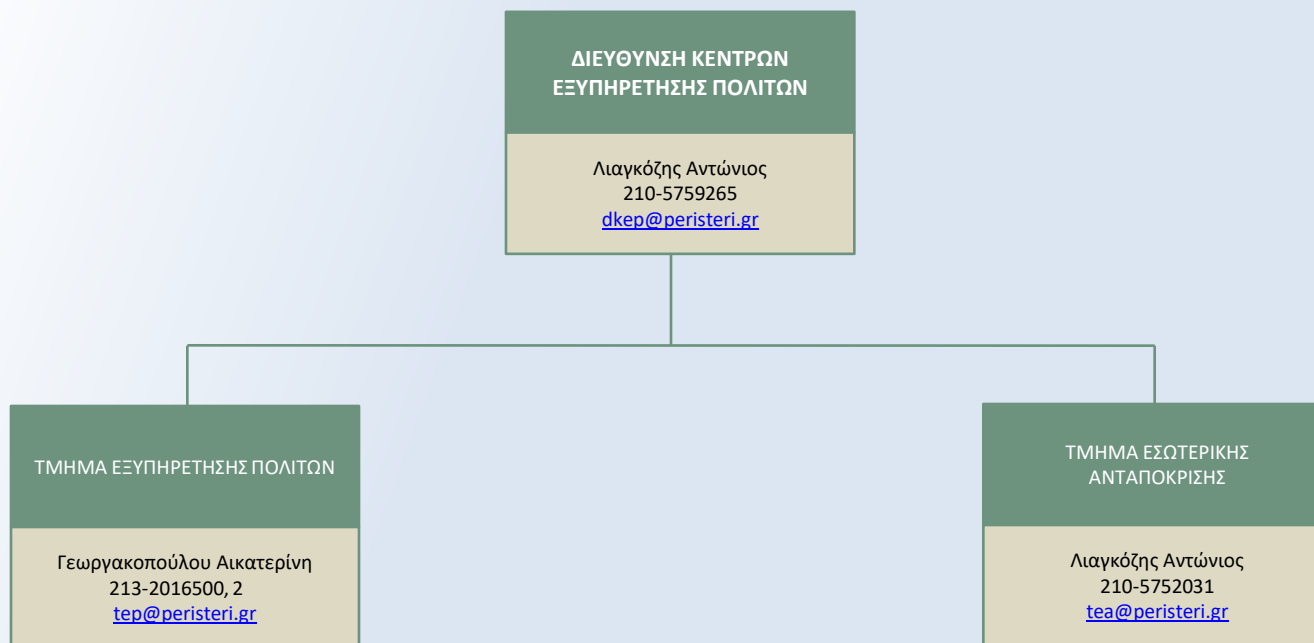 ΔΙΕΥΘΥΝΣΗ ΚΕΝΤΡΩΝ
ΕΞΥΠΗΡΕΤΗΣΗΣ ΠΟΛΙΤΩΝ
Λιαγκόζης Αντώνιος
210-5759265
dkep@peristeri.gr
ΤΜΗΜΑ ΕΞΥΠΗΡΕΤΗΣΗΣ ΠΟΛΙΤΩΝ
Γεωργακοπούλου Αικατερίνη
213-2016500, 2
tep@peristeri.gr
ΤΜΗΜΑ ΕΣΩΤΕΡΙΚΗΣ
ΑΝΤΑΠΟΚΡΙΣΗΣ
Λιαγκόζης Αντώνιος
210-5752031
tea@peristeri.gr